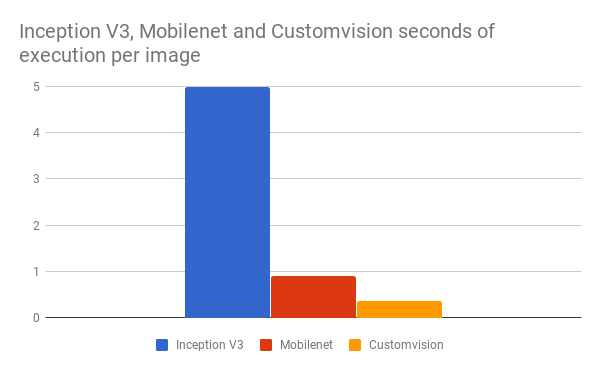 Inception V3, Mobilenet and Customvision seconds of
execution per image
5
4
3
2
1
0
Inception V3 Mobilenet Customvision